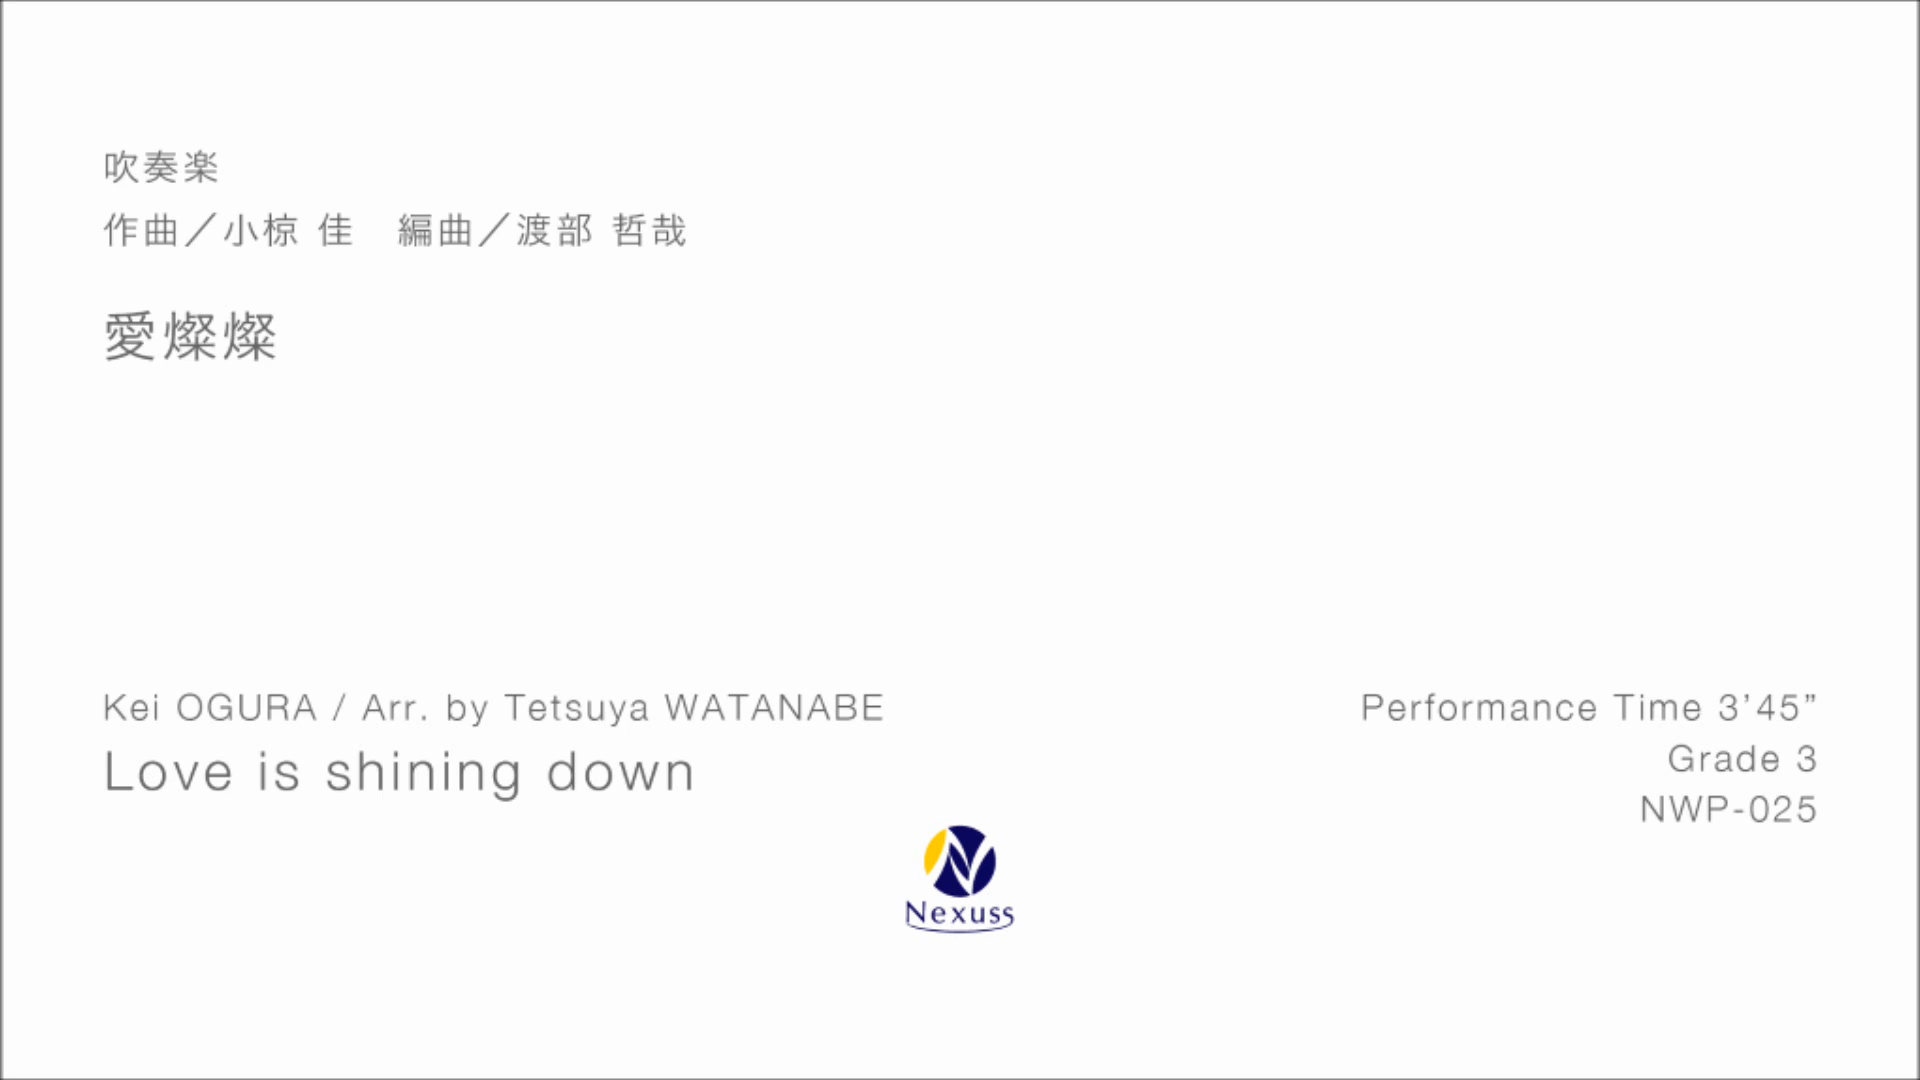 吹奏楽
作曲／小椋 佳　編曲／渡部 哲哉
愛燦燦
Kei OGURA / Arr. by Tetsuya WATANABE
Love is shining down
Performance Time 3’45”
Grade 3
NWP-025
Nexuss